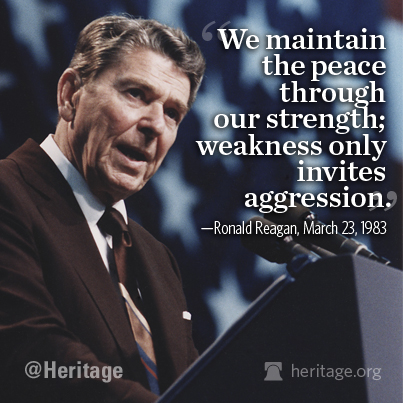 “We maintain
the peace
through
our strength;
weakness only
invites
aggression.”
—Ronald Reagan, March 23, 1983
@Heritage
heritage.org